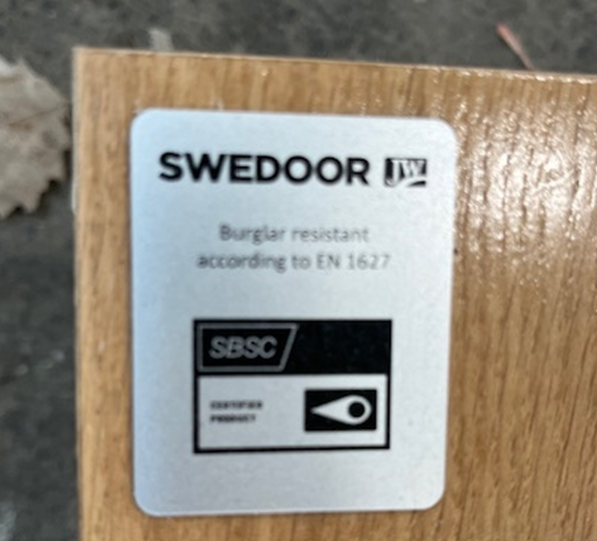 SWEDOOR JW
Burglar resistant
according to EN 1627
SBSC
CERTIFIED
PRODUCT